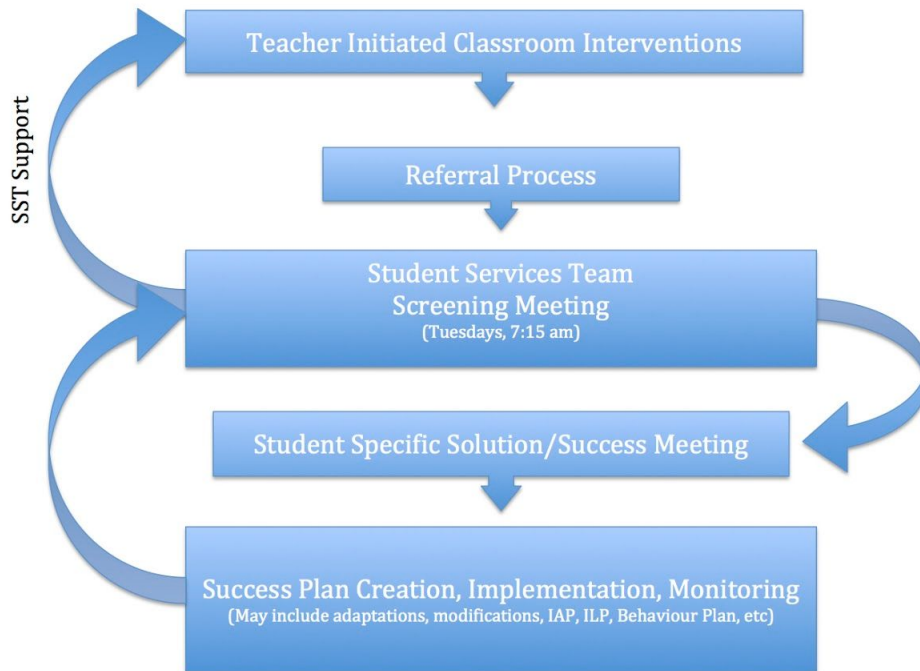 Teacher Initiated Classroom Interventions
SST Support
Referral Process
Student Services Team
Screening Meeting
(Tuesdays, 7:15 am)
Student Specific Solution/Success Meeting
Success Plan Creation, Implementation, Monitoring
(May include adaptations, modifications, IAP, ILP, Behaviour Plan, etc)